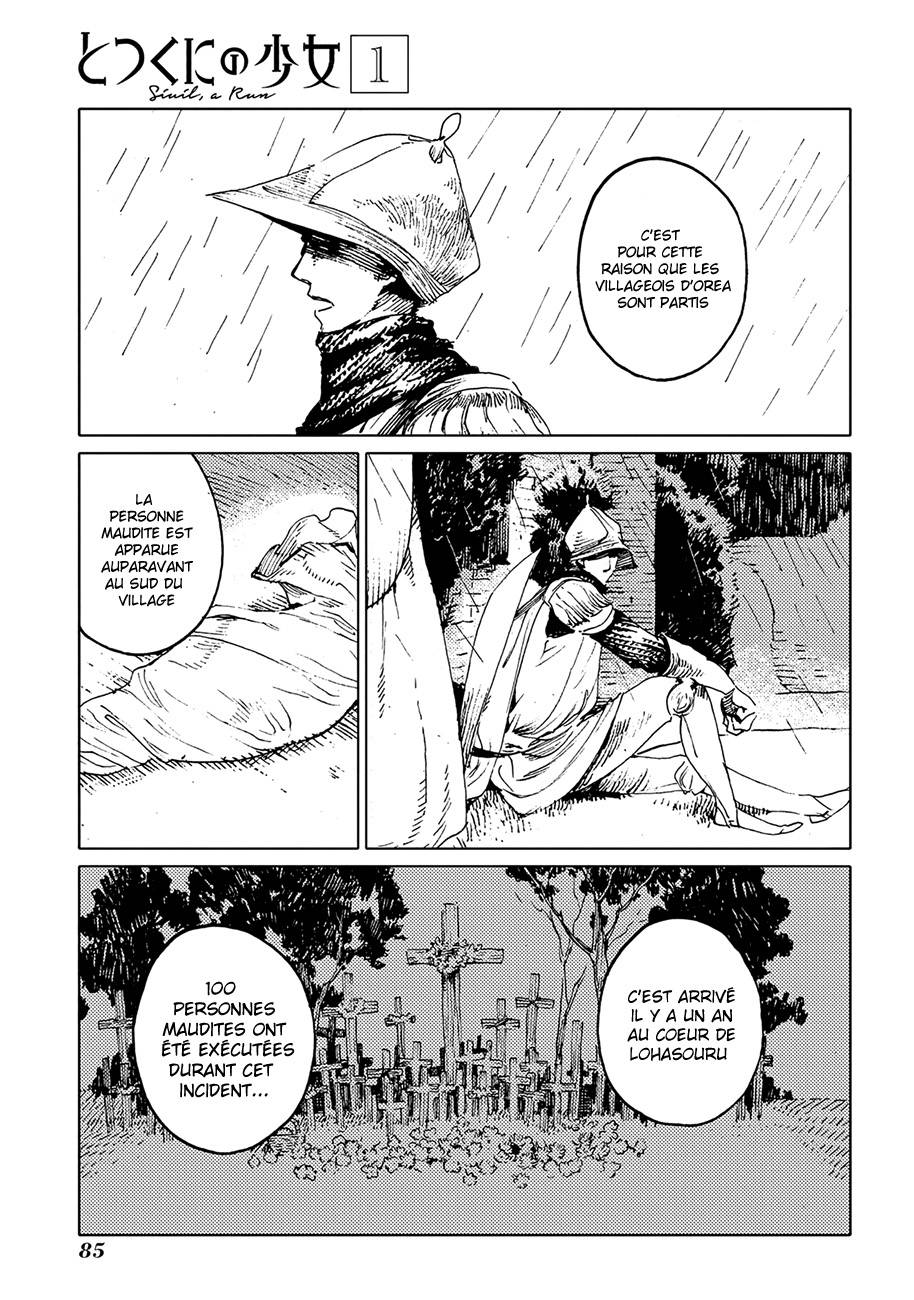 とつくにの少女 1
Siúil, a Rún
C'EST
POUR CETTE
RAISON QUE LES
VILLAGEOIS D'OREA
SONT PARTIS
LA
PERSONNE
MAUDITE EST
APPARUE
AUPARAVANT
AU SUD DU
VILLAGE
C'EST ARRIVÉ
IL Y A UN AN
AU COEUR DE
LOHASOURU
100
PERSONNES
MAUDITES ONT
ÉTÉ EXÉCUTÉES
DURANT CET
INCIDENT...
85